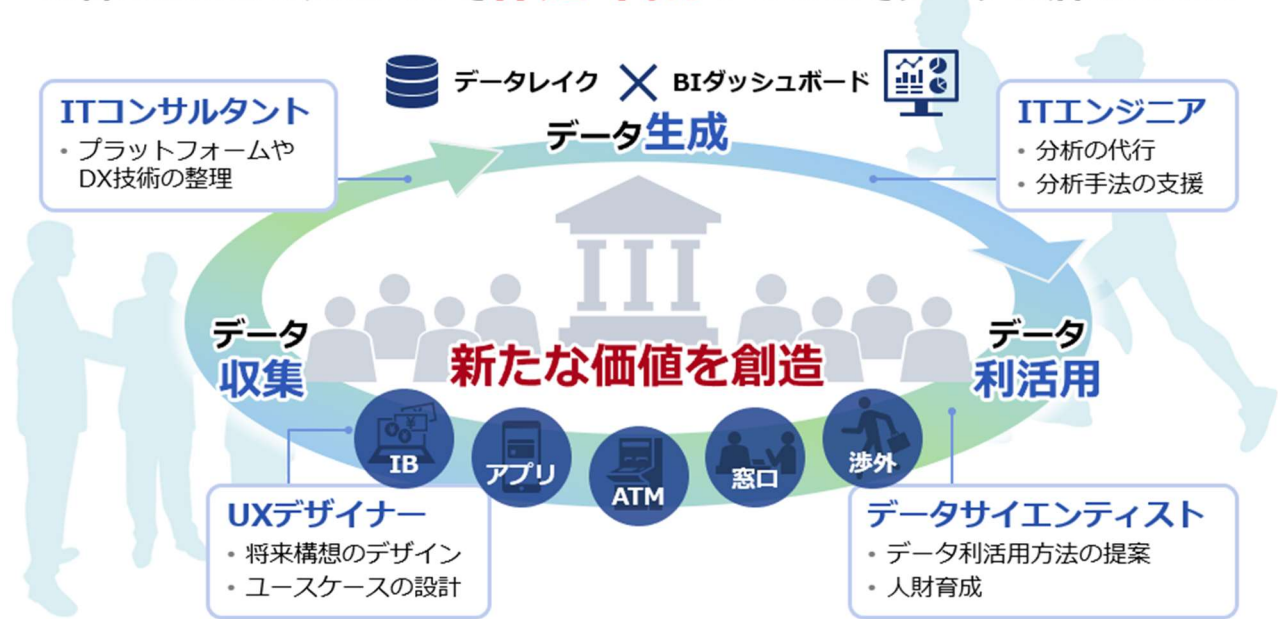 データレイク × BIダッシュボード
データ生成
ITコンサルタント
・プラットフォームや
DX技術の整理
ITエンジニア
・分析の代行
・分析手法の支援
データ
収集
新たな価値を創造
データ
利活用
IB
アプリ
ATM
窓口
渉外
UXデザイナー
・将来構想のデザイン
・ユースケースの設計
データサイエンティスト
・データ利活用方法の提案
・人財育成